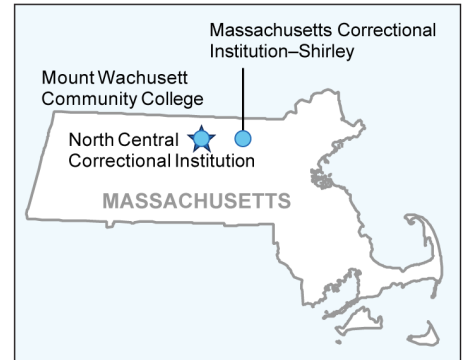 Massachusetts Correctional
Institution–Shirley
Mount Wachusett
Community College
North Central
Correctional Institution
MASSACHUSETTS